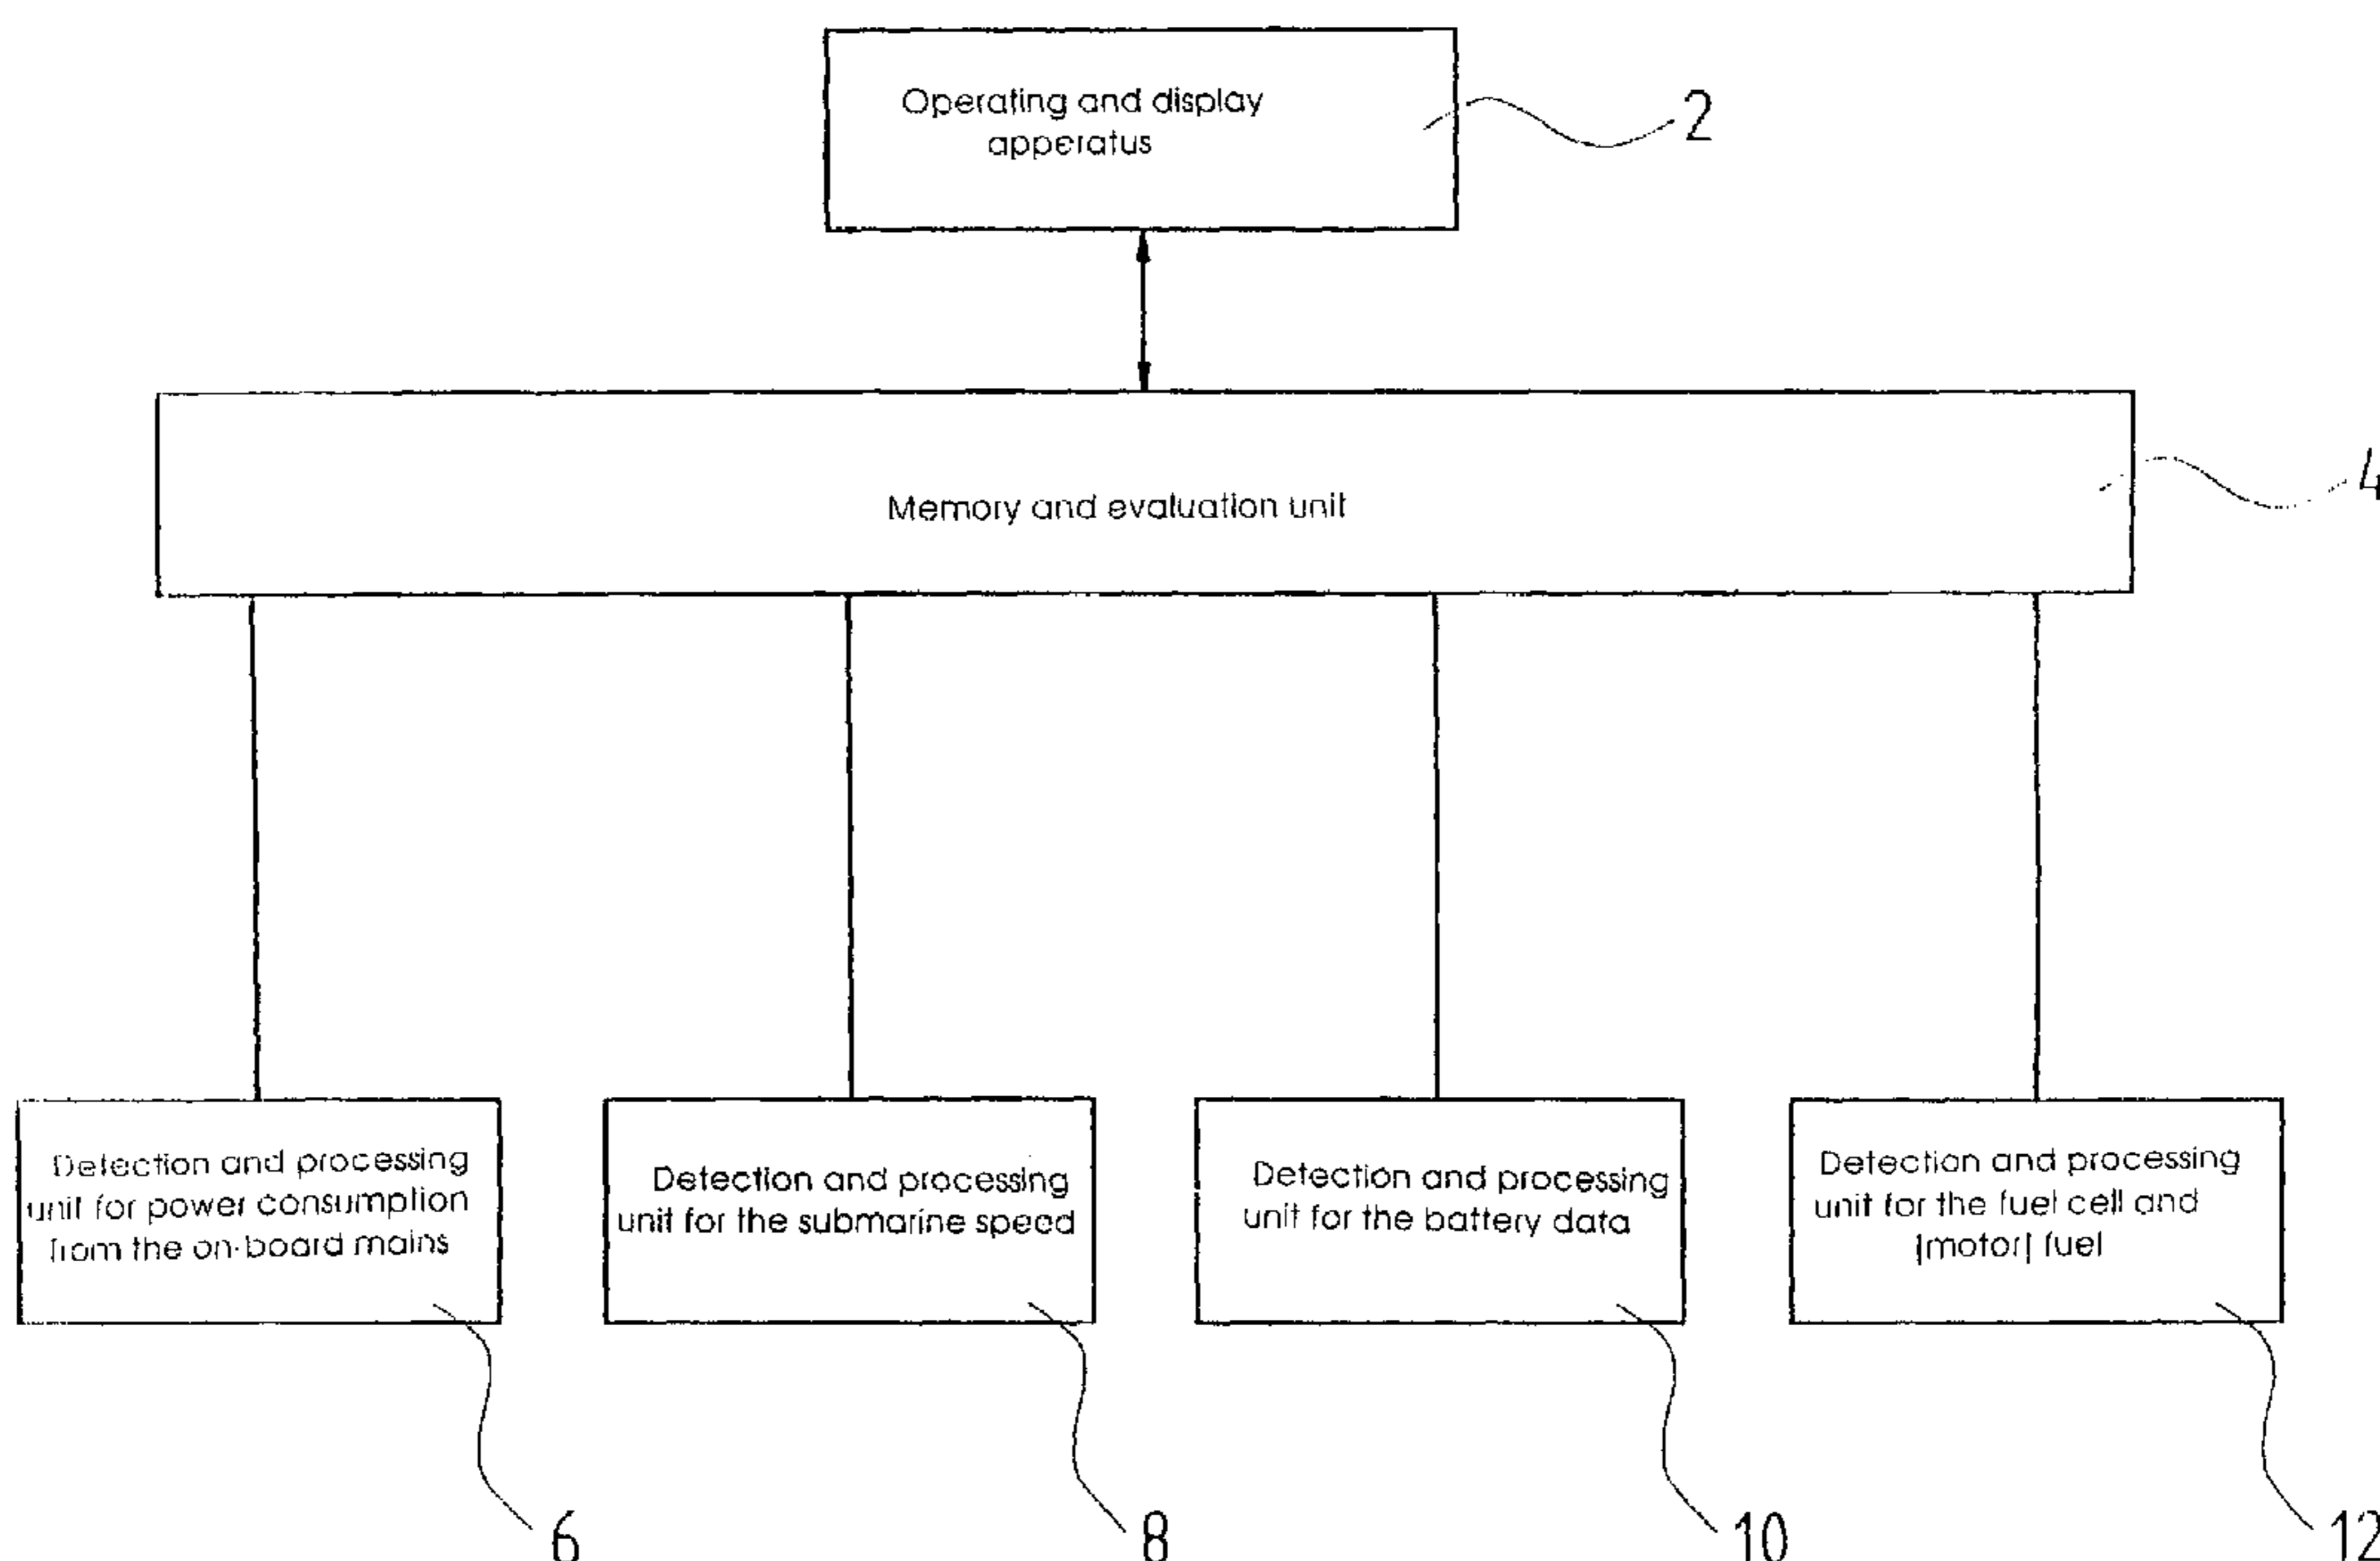 Operating and display
apparatus
2
Memory and evaluation unit
4
Detection and processing
unit for power consumption
from the on-board mains
Detection and processing
unit for the submarine speed
Detection and processing
unit for the battery data
Detection and processing
unit for the fuel cell and
[motor] fuel
6
8
10
12